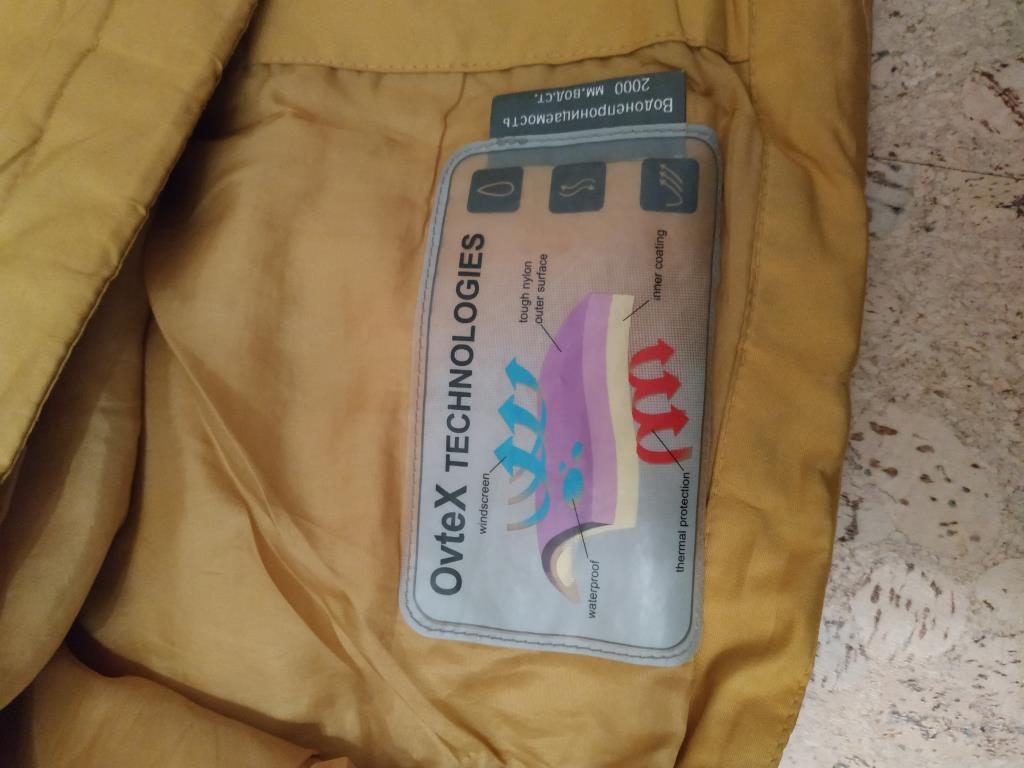 Водонепроницаемость
2000 мм.вод.ст.
OvteX TECHNOLOGIES
windscreen
tough nylon
outer surface
inner coating
waterproof
thermal protection